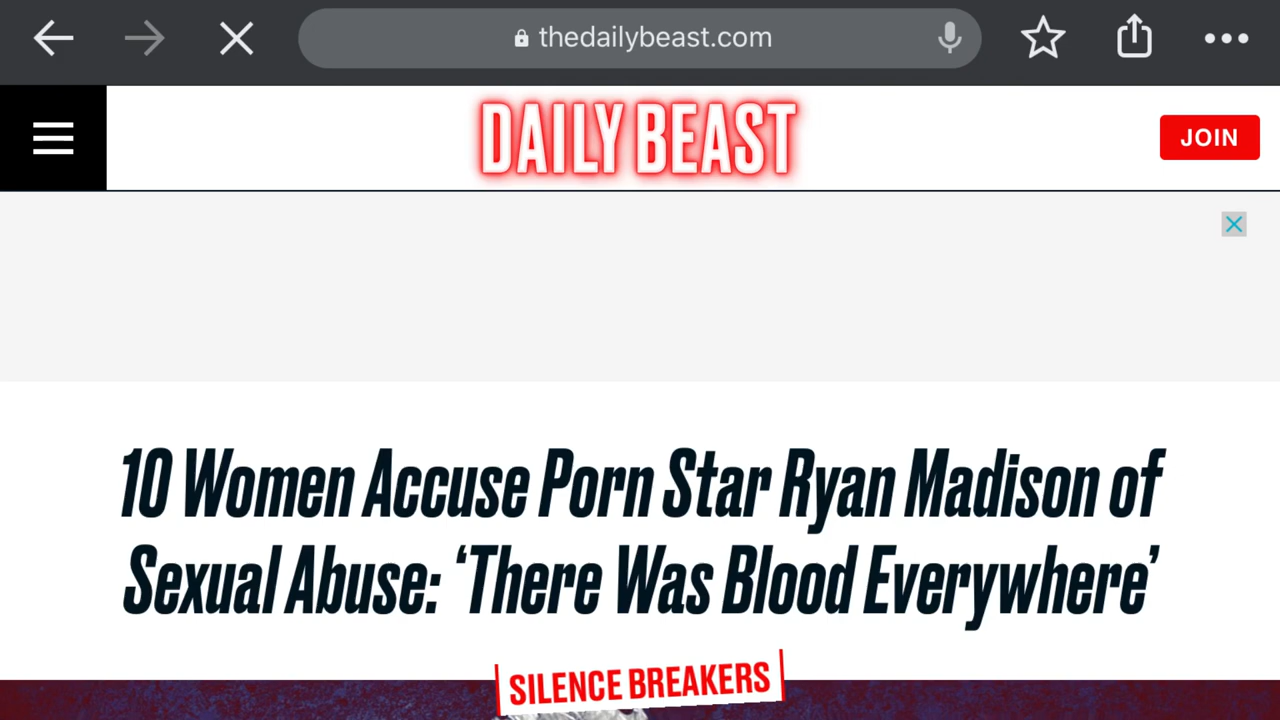 thedailybeast.com
DAILY BEAST
JOIN
10 Women Accuse Porn Star Ryan Madison of
Sexual Abuse: ‘There Was Blood Everywhere’
SILENCE BREAKERS